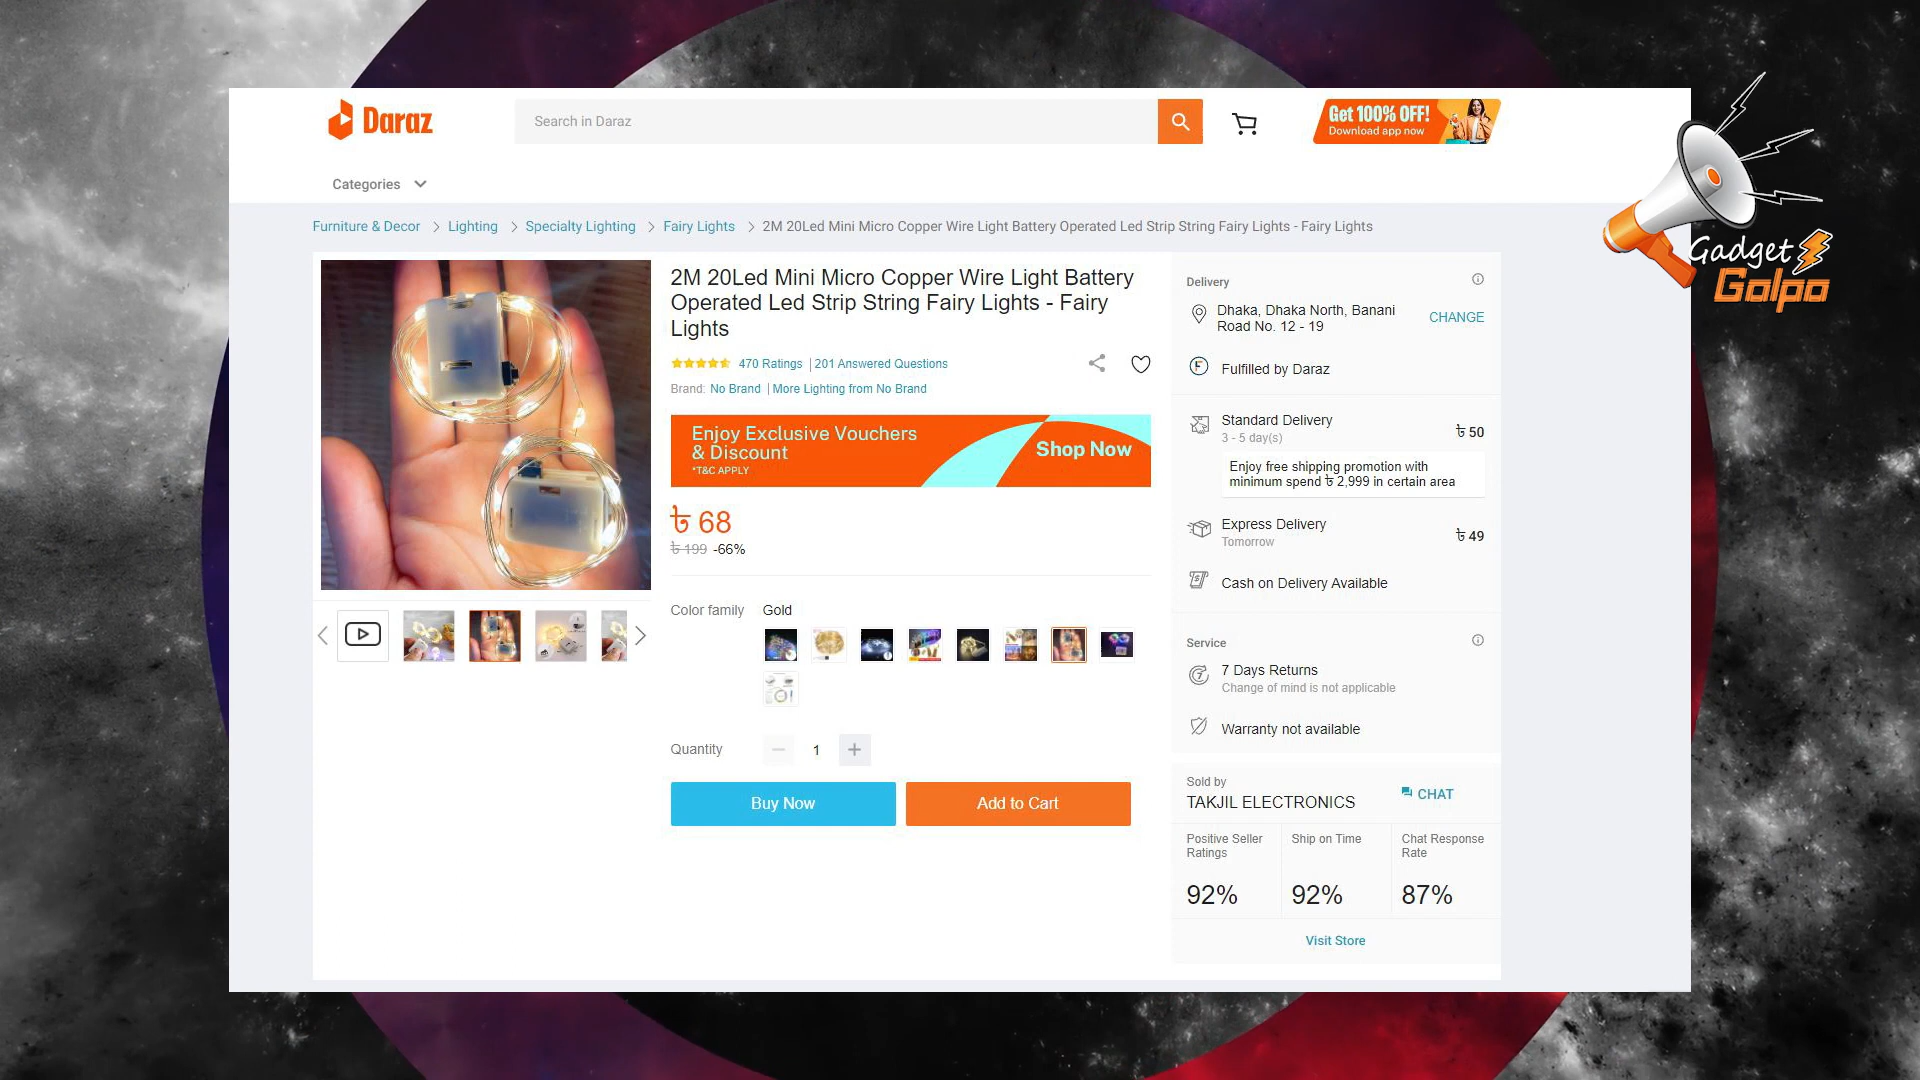 Daraz
Search in Daraz
Get 100% OFF!
Download app now
Categories
Gadget
Golpo
Furniture & Decor
Lighting
Specialty Lighting
Fairy Lights
2M 20Led Mini Micro Copper Wire Light Battery Operated Led Strip String Fairy Lights - Fairy Lights
2M 20Led Mini Micro Copper Wire Light Battery
Operated Led Strip String Fairy Lights - Fairy
Lights
470 Ratings | 201 Answered Questions
Brand: No Brand | More Lighting from No Brand
Enjoy Exclusive Vouchers
& Discount
*T&C APPLY
Shop Now
৳ 68
৳ 199 -66%
Color family Gold
Quantity 1
Buy Now
Add to Cart
Delivery
Dhaka, Dhaka North, Banani
Road No. 12 - 19
CHANGE
Fulfilled by Daraz
Standard Delivery
3 - 5 day(s)
৳ 50
Enjoy free shipping promotion with
minimum spend ৳ 2,999 in certain area
Express Delivery
Tomorrow
৳ 49
Cash on Delivery Available
Service
7 Days Returns
Change of mind is not applicable
Warranty not available
Sold by
TAKJIL ELECTRONICS
CHAT
Positive Seller
Ratings
92%
Ship on Time
92%
Chat Response
Rate
87%
Visit Store